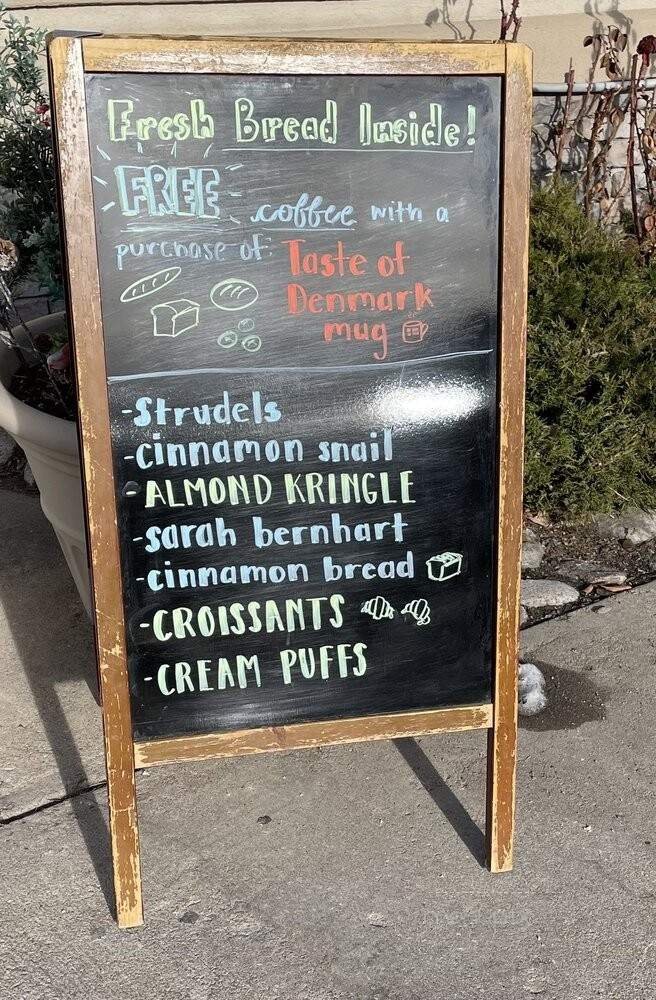 Fresh Bread Inside!
FREE coffee with a
purchase of: Taste of
Denmark
mug
-Strudels
-cinnamon snail
-ALMOND KRINGLE
-sarah bernhart
-cinnamon bread
-CROISSANTS
-CREAM PUFFS